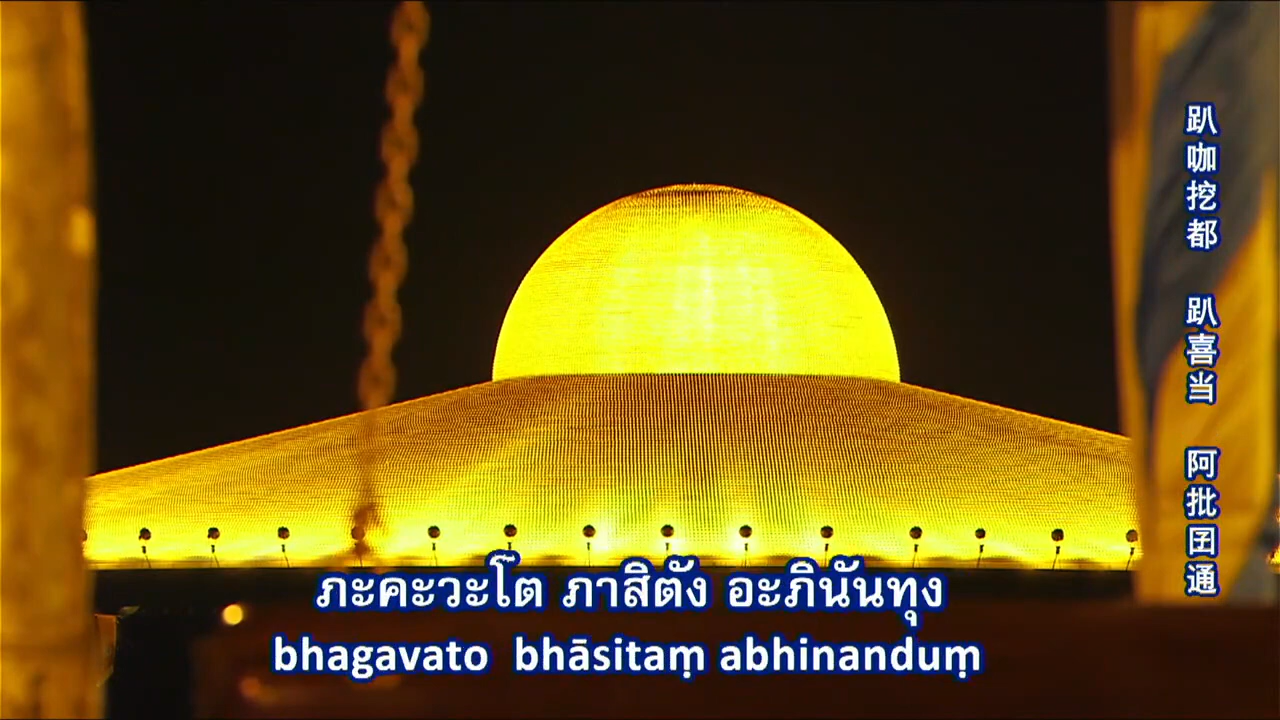 ภะคะวะโต ภาสิตัง อะภินันทุง
bhagavato bhāsitaṃ abhinanduṃ
趴咖挖都 趴喜当 阿批囝通